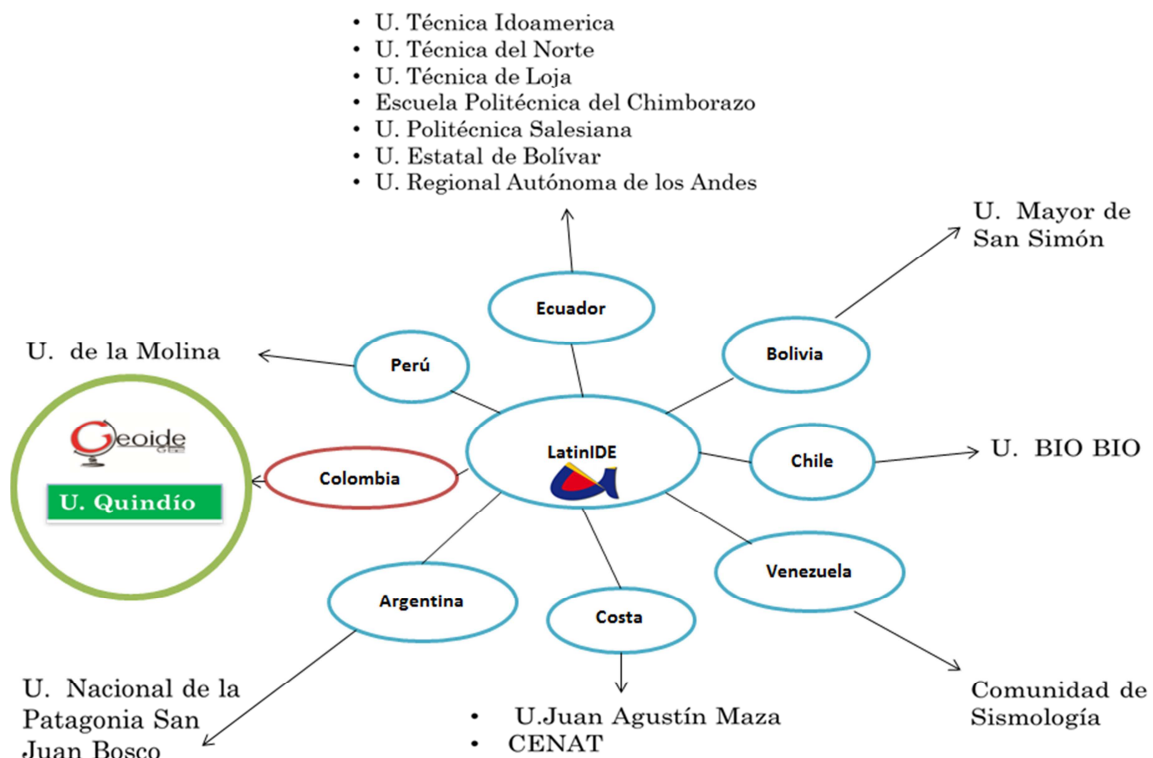 • U. Técnica Idoamerica
• U. Técnica del Norte
• U. Técnica de Loja
• Escuela Politécnica del Chimborazo
• U. Politécnica Salesiana
• U. Estatal de Bolívar
• U. Regional Autónoma de los Andes
U. Mayor de
San Simón
Ecuador
Bolivia
U. de la Molina
Perú
Geoide
LatinIDE
Chile
U. BIO BIO
Colombia
U. Quindío
Venezuela
Argentina
Costa
U. Nacional de la
Patagonia San
Juan Bosco
• U.Juan Agustín Maza
• CENAT
Comunidad de
Sismología